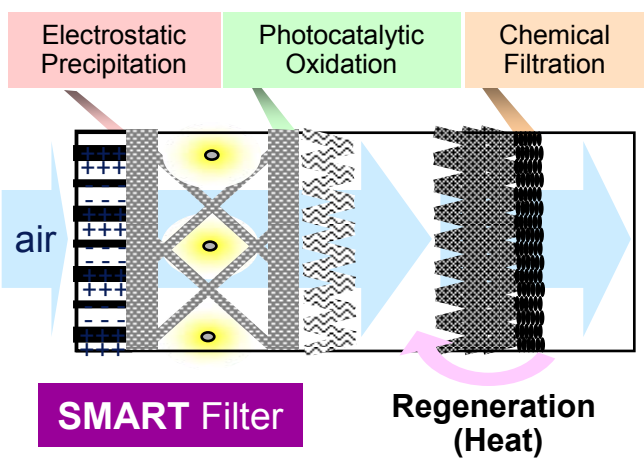 Electrostatic
Precipitation
Photocatalytic
Oxidation
Chemical
Filtration
+++
- - -
+++
air
+++
- - -
+++
+++
- - -
+++
+++
- - -
+++
SMART Filter
Regeneration
(Heat)